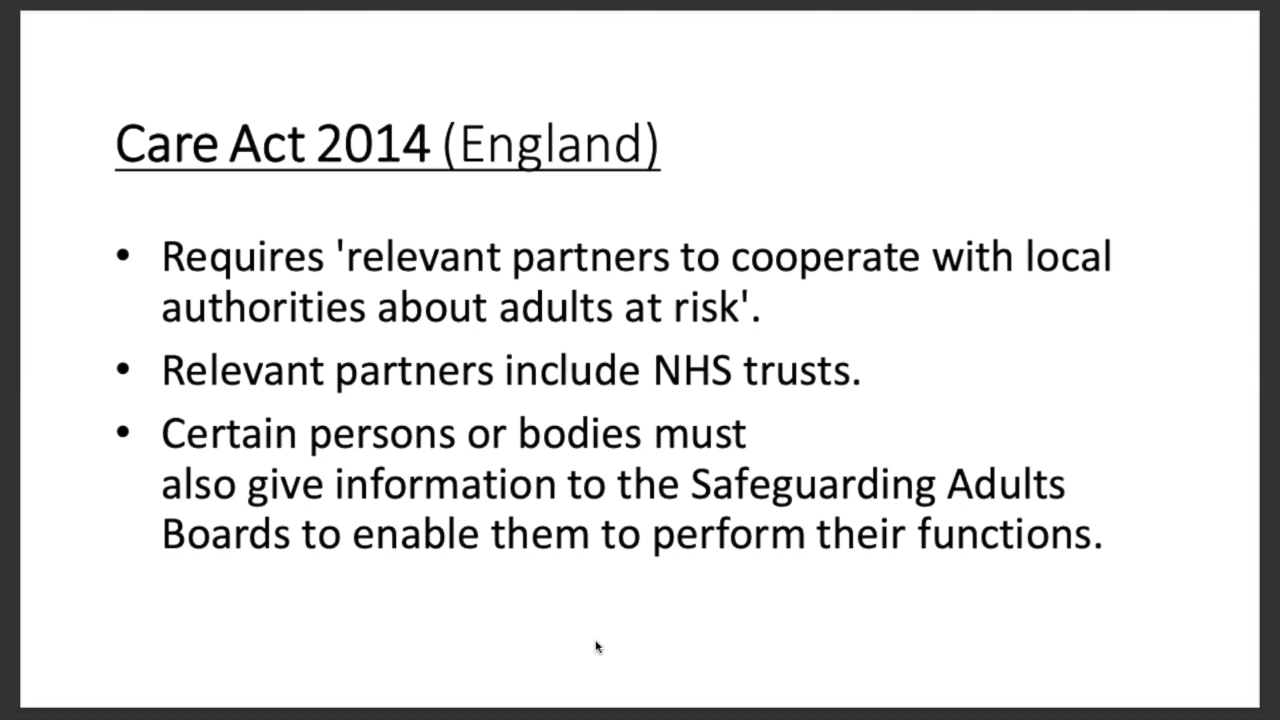 Care Act 2014 (England)
• Requires 'relevant partners to cooperate with local
authorities about adults at risk'.
• Relevant partners include NHS trusts.
• Certain persons or bodies must
also give information to the Safeguarding Adults
Boards to enable them to perform their functions.